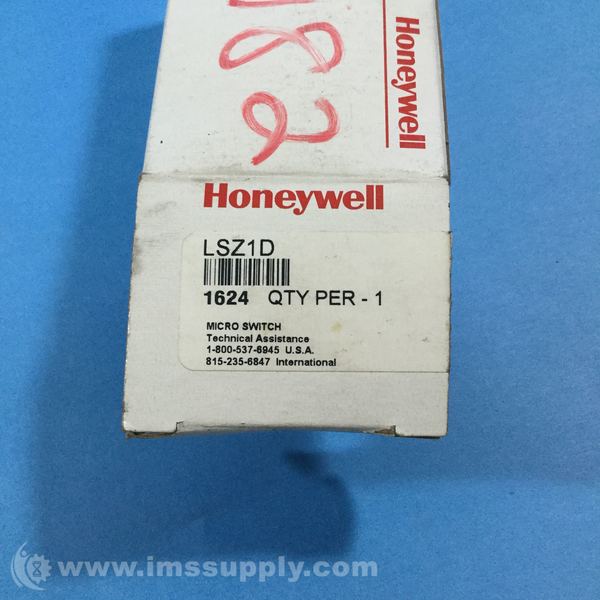 182
Honeywell
Honeywell
LSZ1D
1624 QTY PER - 1
MICRO SWITCH
Technical Assistance
1-800-537-6945 U.S.A.
815-235-6847 International
www.imssupply.com